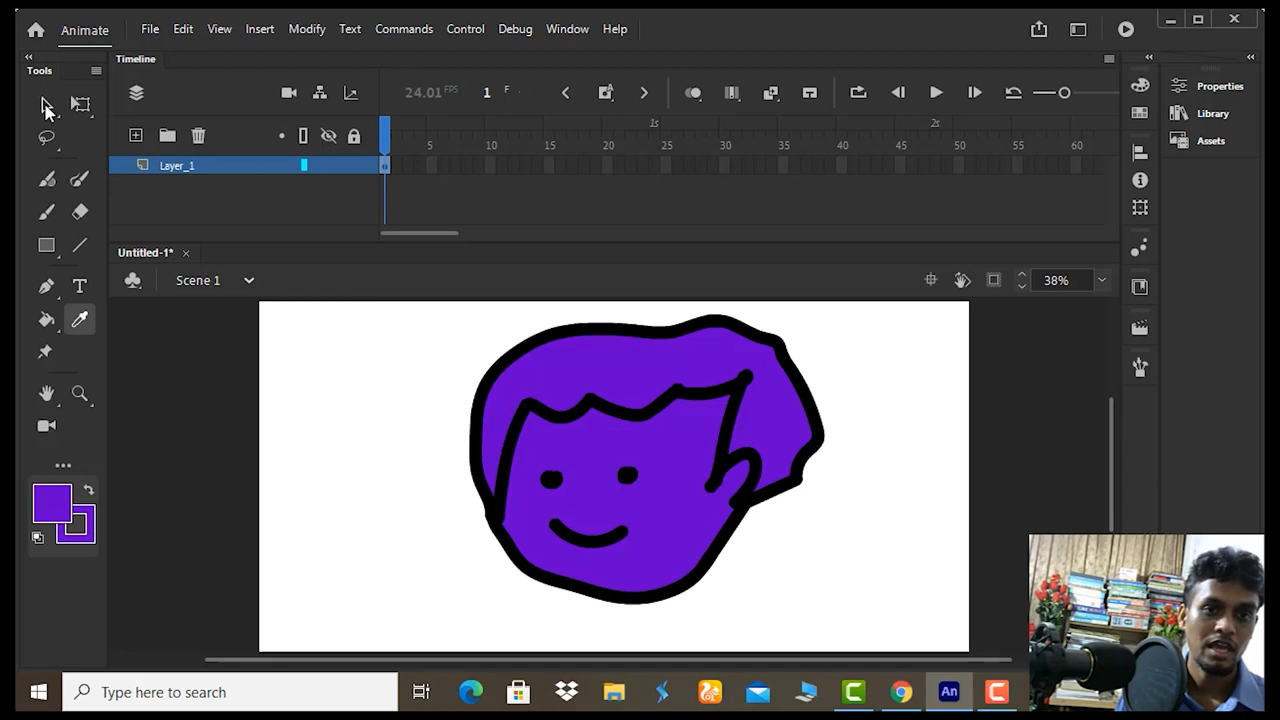 Animate File Edit View Insert Modify Text Commands Control Debug Window Help
Tools
Timeline
24.01 FPS 1 F
1s 2s
5 10 15 20 25 30 35 40 45 50 55 60
Layer_1
Properties
Library
Assets
Untitled-1* ×
Scene 1
38%
T
Type here to search
An